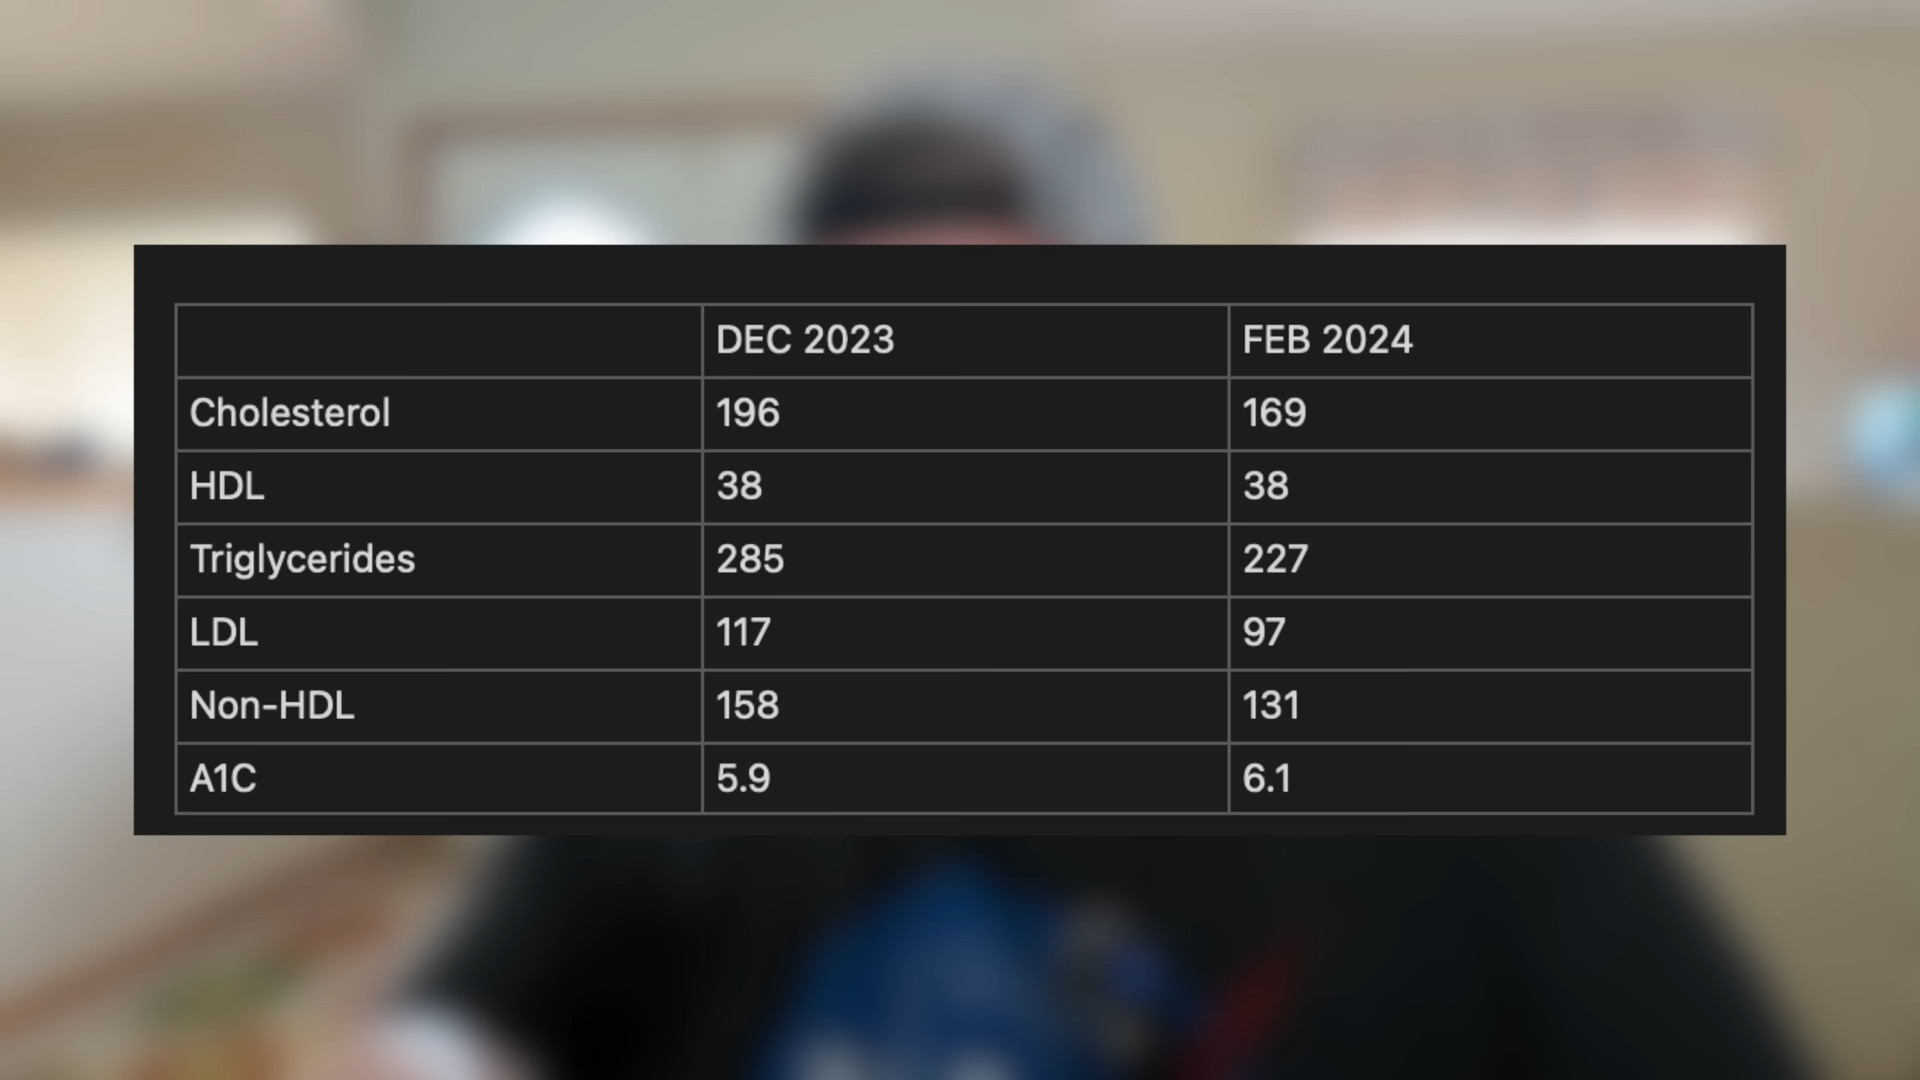 DEC 2023 FEB 2024
Cholesterol 196 169
HDL 38 38
Triglycerides 285 227
LDL 117 97
Non-HDL 158 131
A1C 5.9 6.1